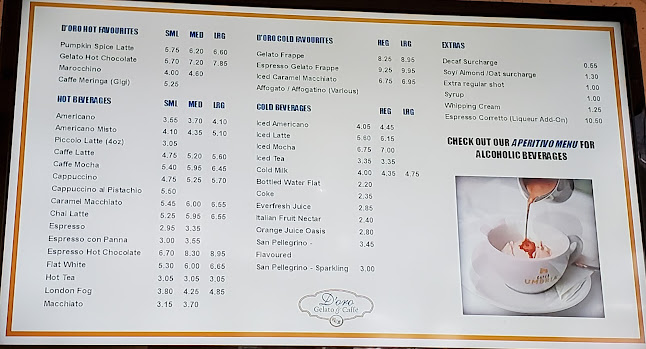 D'ORO HOT FAVOURITES SML MED LRG
Pumpkin Spice Latte 5.75 6.20 6.60
Gelato Hot Chocolate 5.70 7.20 7.85
Marocchino 4.00 4.60
Caffe Meringa (Gigi) 5.25
HOT BEVERAGES SML MED LRG
Americano 3.55 3.70 4.10
Americano Misto 4.10 4.35 5.10
Piccolo Latte (4oz) 3.05
Caffe Latte 4.75 5.20 5.60
Caffe Mocha 5.40 5.95 6.45
Cappuccino 4.75 5.25 5.70
Cappuccino al Pistachio 5.50
Caramel Macchiato 5.45 6.00 6.55
Chai Latte 5.25 5.95 6.55
Espresso 2.95 3.35
Espresso con Panna 3.00 3.55
Espresso Hot Chocolate 6.70 8.30 8.95
Flat White 5.30 6.00 6.65
Hot Tea 3.05 3.05 3.05
London Fog 3.80 4.25 4.85
Macchiato 3.15 3.70
D'ORO COLD FAVOURITES REG LRG
Gelato Frappe 8.25 8.95
Espresso Gelato Frappe 9.25 9.95
Iced Caramel Macchiato 6.75 6.95
Affogato / Affogatino (Various)
COLD BEVERAGES REG LRG
Iced Americano 4.05 4.45
Iced Latte 5.60 6.15
Iced Mocha 6.75 7.00
Iced Tea 3.35 3.35
Cold Milk 4.00 4.35 4.75
Bottled Water Flat 2.20
Coke 2.35
Everfresh Juice 2.85
Italian Fruit Nectar 2.40
Orange Juice Oasis 2.80
San Pellegrino - 3.45
Flavoured
San Pellegrino - Sparkling 3.00
D'oro
Gelato & Caffè
EXTRAS
Decaf Surcharge 0.55
Soy/ Almond /Oat surcharge 1.30
Extra regular shot 1.00
Syrup 1.00
Whipping Cream 1.25
Espresso Corretto (Liqueur Add-On) 10.50
CHECK OUT OUR APERITIVO MENU FOR
ALCOHOLIC BEVERAGES
UMBRIA